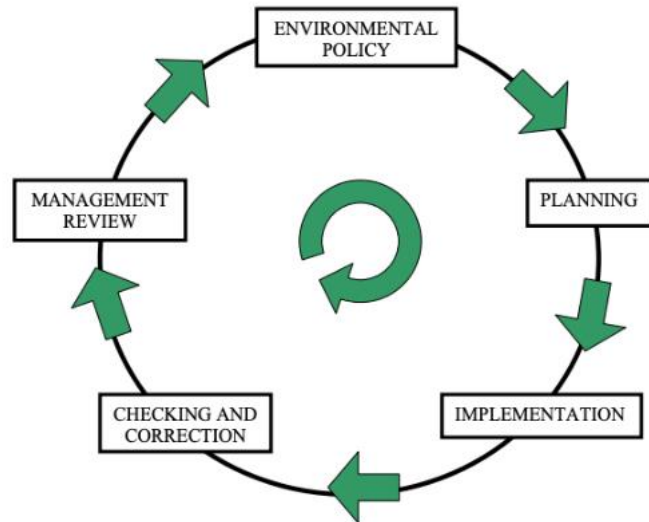 ENVIRONMENTAL
POLICY
PLANNING
IMPLEMENTATION
CHECKING AND
CORRECTION
MANAGEMENT
REVIEW